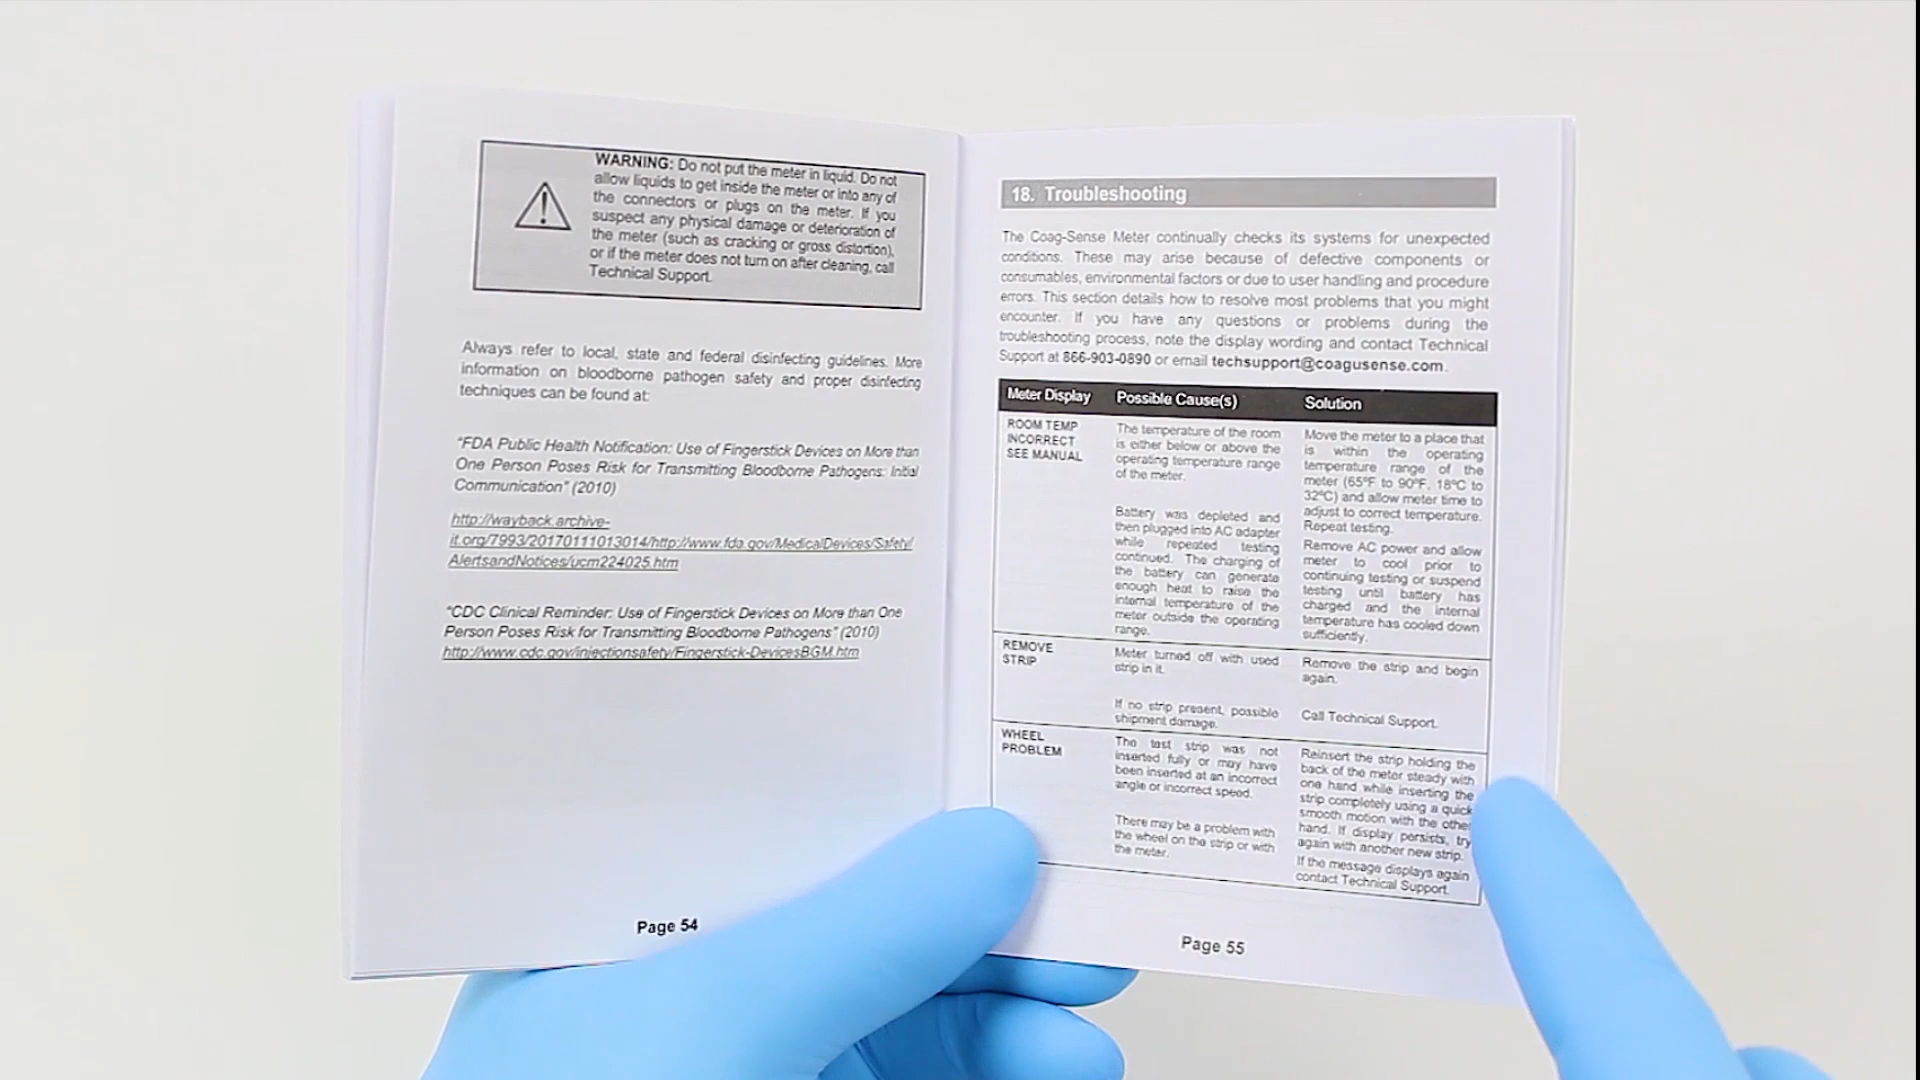 WARNING: Do not put the meter in liquid. Do not
allow liquids to get inside the meter or into any of
the connectors or plugs on the meter. If you
suspect any physical damage or deterioration of
the meter (such as cracking or gross distortion),
or if the meter does not turn on after cleaning, call
Technical Support.
Always refer to local, state and federal disinfecting guidelines. More
information on bloodborne pathogen safety and proper disinfecting
techniques can be found at:
"FDA Public Health Notification: Use of Fingerstick Devices on More than
One Person Poses Risk for Transmitting Bloodborne Pathogens: Initial
Communication" (2010)
http://wayback.archive-
it.org/7993/20170111013014/http://www.fda.gov/MedicalDevices/Safety/
AlertsandNotices/ucm224025.htm
"CDC Clinical Reminder: Use of Fingerstick Devices on More than One
Person Poses Risk for Transmitting Bloodborne Pathogens" (2010)
http://www.cdc.gov/injectionsafety/Fingerstick-DevicesBGM.htm
Page 54
18. Troubleshooting
The Coag-Sense Meter continually checks its systems for unexpected
conditions. These may arise because of defective components or
consumables, environmental factors or due to user handling and procedure
errors. This section details how to resolve most problems that you might
encounter. If you have any questions or problems during the
troubleshooting process, note the display wording and contact Technical
Support at 866-903-0890 or email techsupport@coagusense.com.
Meter Display Possible Cause(s) Solution
ROOM TEMP
INCORRECT
SEE MANUAL
The temperature of the room
is either below or above the
operating temperature range
of the meter.
Battery was depleted and
then plugged into AC adapter
while repeated testing
continued. The charging of
the battery can generate
enough heat to raise the
internal temperature of the
meter outside the operating
range.
Move the meter to a place that
is within the operating
temperature range of the
meter (65ºF to 90ºF, 18ºC to
32ºC) and allow meter time to
adjust to correct temperature.
Repeat testing.
Remove AC power and allow
meter to cool prior to
continuing testing or suspend
testing until battery has
charged and the internal
temperature has cooled down
sufficiently.
REMOVE
STRIP
Meter turned off with used
strip in it.
If no strip present, possible
shipment damage.
Remove the strip and begin
again.
Call Technical Support.
WHEEL
PROBLEM
The test strip was not
inserted fully or may have
been inserted at an incorrect
angle or incorrect speed.
There may be a problem with
the wheel on the strip or with
the meter.
Reinsert the strip holding the
back of the meter steady with
one hand while inserting the
strip completely using a quick
smooth motion with the other
hand. If display persists, try
again with another new strip.
If the message displays again
contact Technical Support.
Page 55